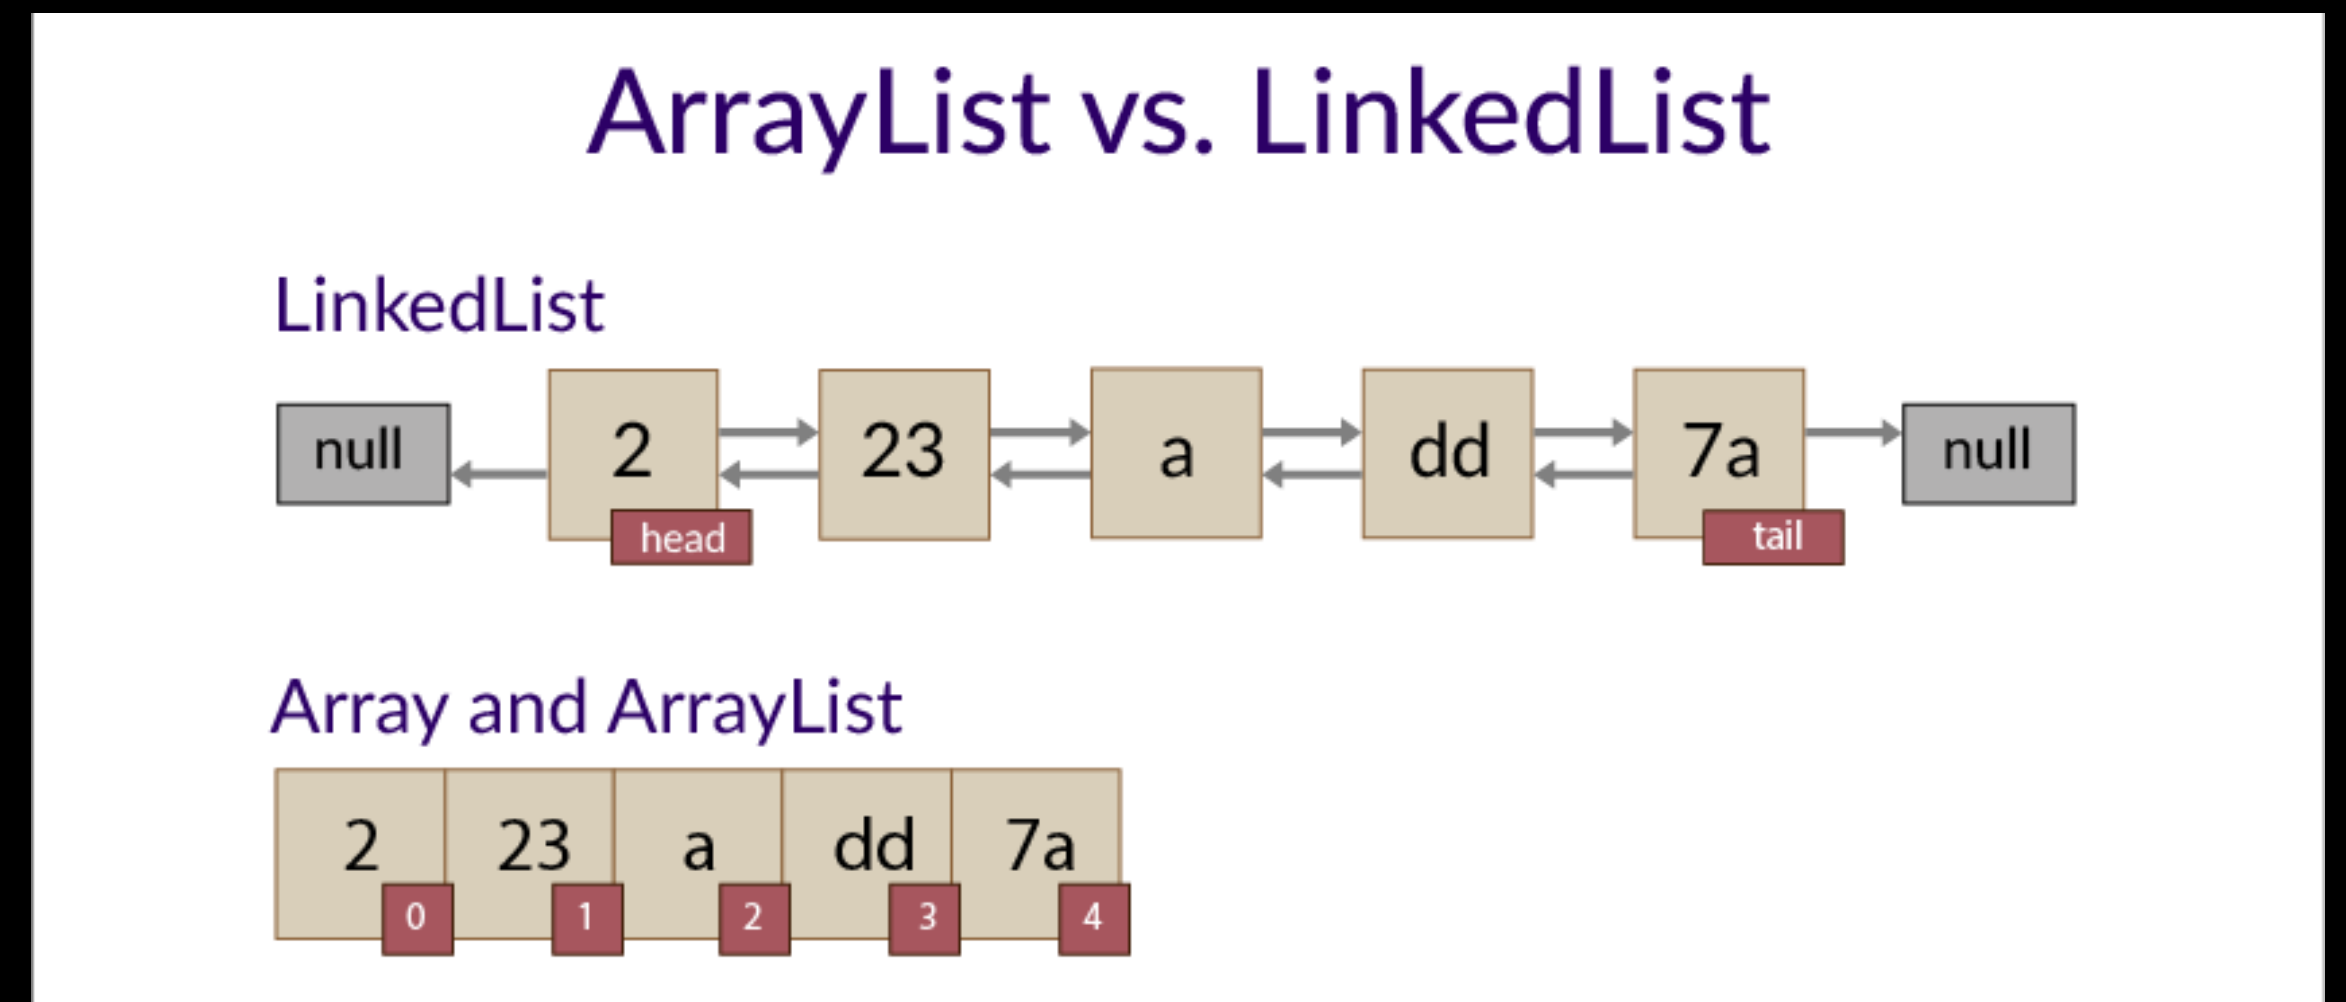 ArrayList vs. LinkedList
LinkedList
null 2 23 a dd 7a null
head tail
Array and ArrayList
2 23 a dd 7a
0 1 2 3 4